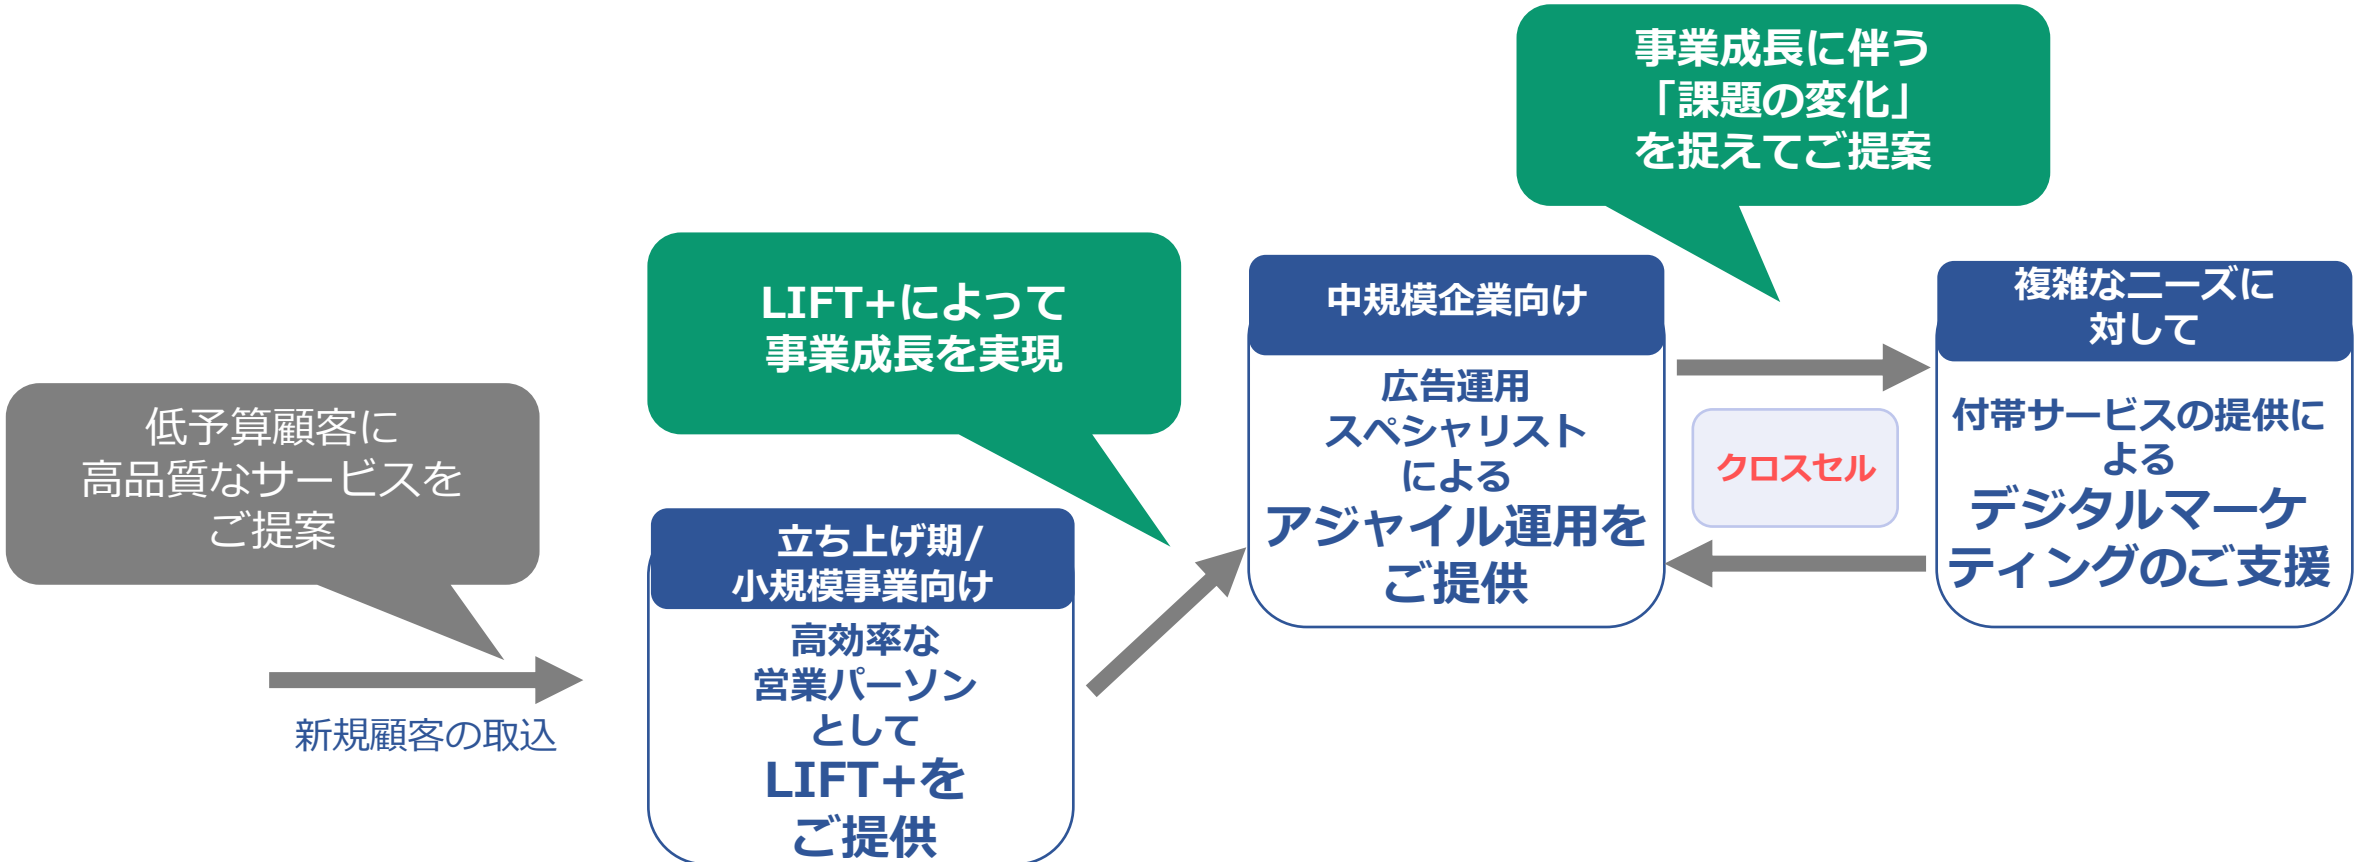 低予算顧客に
高品質なサービスを
ご提案
新規顧客の取込
LIFT+によって
事業成長を実現
立ち上げ期/
小規模事業向け
高効率な
営業パーソン
として
LIFT+を
ご提供
事業成長に伴う
「課題の変化」
を捉えてご提案
中規模企業向け
広告運用
スペシャリスト
による
アジャイル運用を
ご提供
クロスセル
複雑なニーズに
対して
付帯サービスの提供に
よる
デジタルマーケ
ティングのご支援